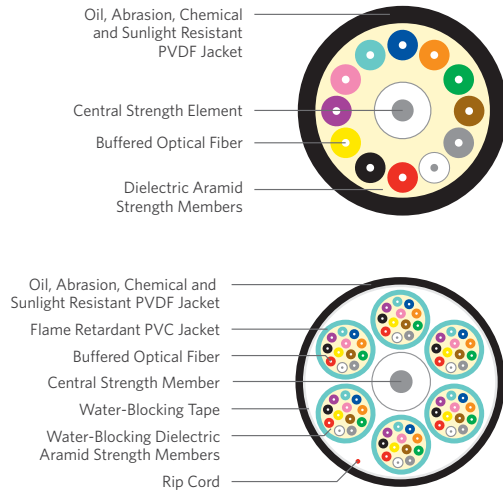 Oil, Abrasion, Chemical
and Sunlight Resistant
PVDF Jacket
Central Strength Element
Buffered Optical Fiber
Dielectric Aramid
Strength Members
Oil, Abrasion, Chemical and
Sunlight Resistant PVDF Jacket
Flame Retardant PVC Jacket
Buffered Optical Fiber
Central Strength Member
Water-Blocking Tape
Water-Blocking Dielectric
Aramid Strength Members
Rip Cord